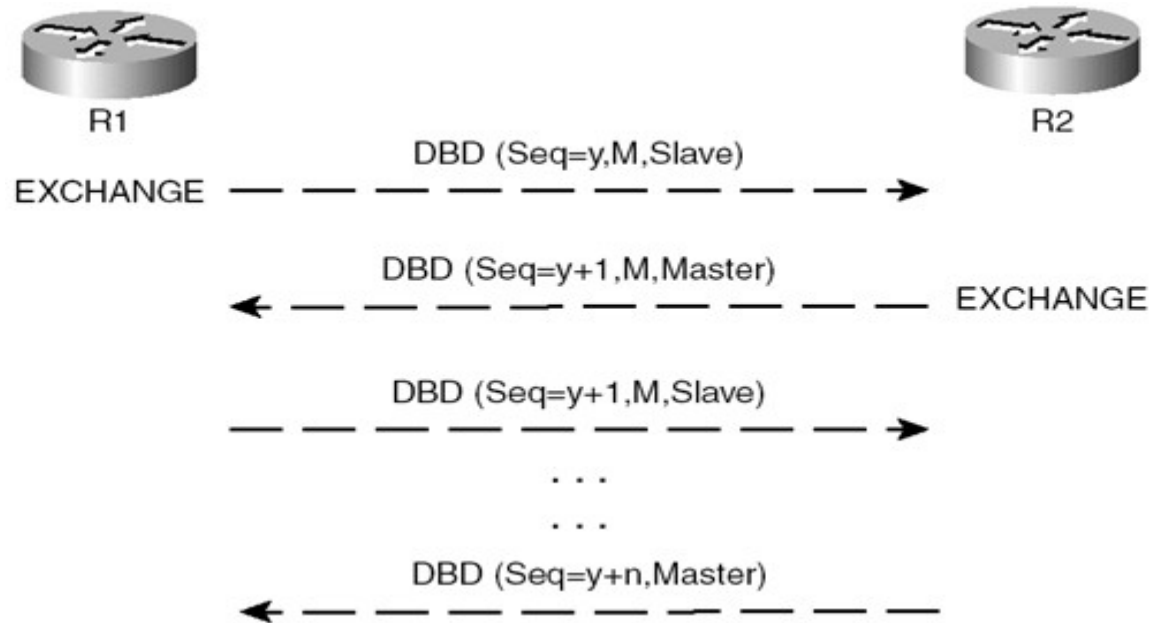 R1
R2
DBD (Seq=y,M,Slave)
EXCHANGE
DBD (Seq=y+1,M,Master)
EXCHANGE
DBD (Seq=y+1,M,Slave)
. . .
. . .
DBD (Seq=y+n,Master)